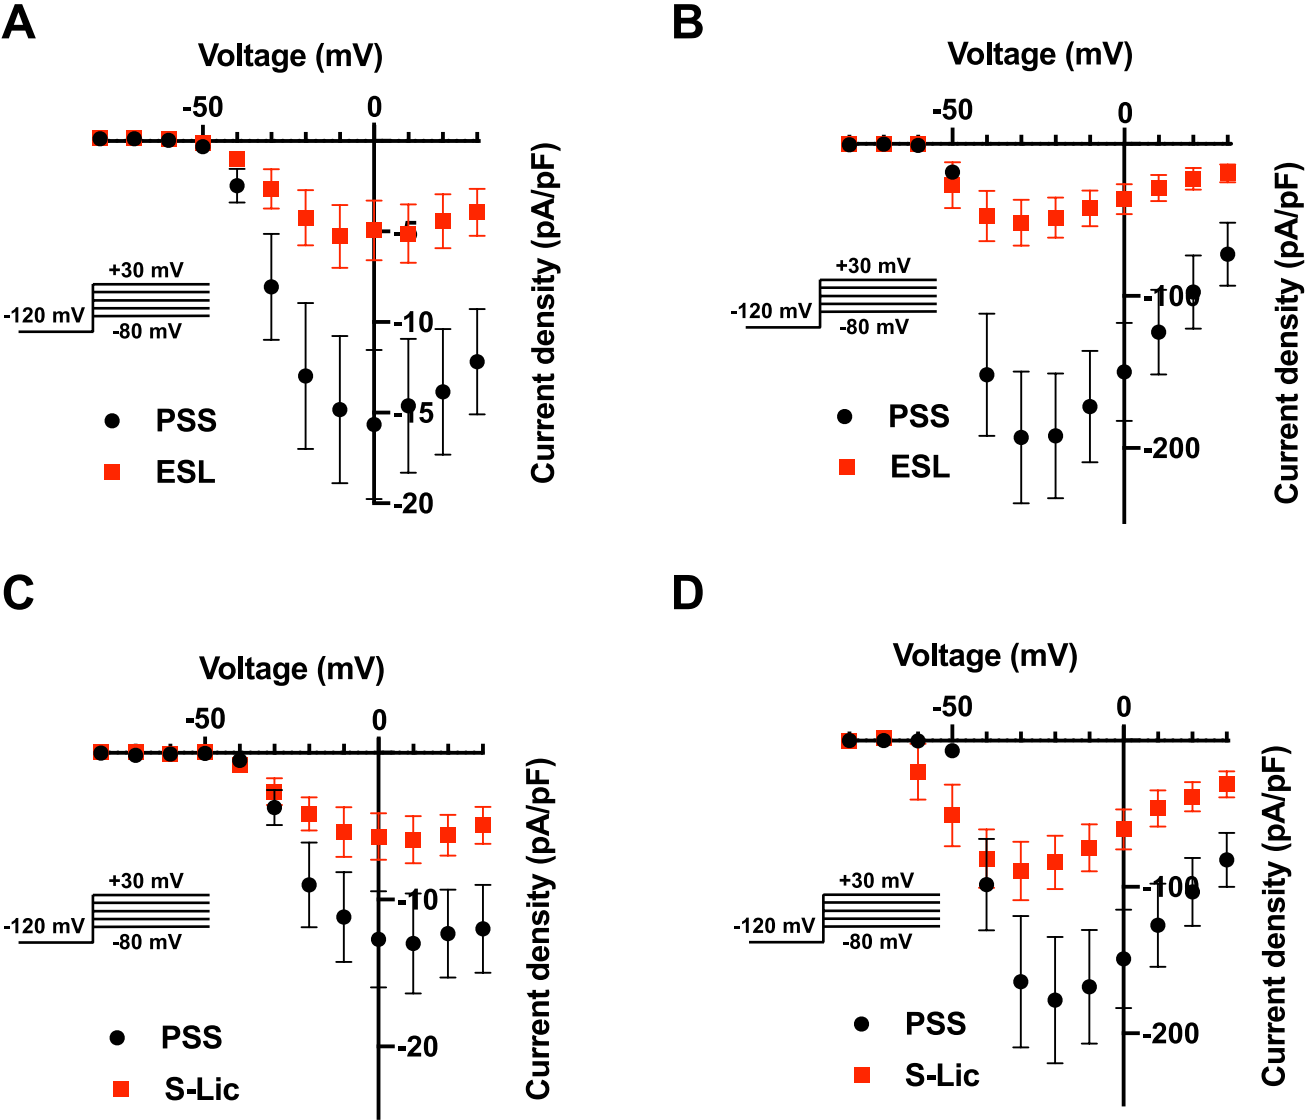 A
Voltage (mV)
-50
0
-5
-10
-15
-20
Current density (pA/pF)
+30 mV
-120 mV
-80 mV
PSS
ESL
B
Voltage (mV)
-50
0
-100
-200
Current density (pA/pF)
+30 mV
-120 mV
-80 mV
PSS
ESL
C
Voltage (mV)
-50
0
-10
-20
Current density (pA/pF)
+30 mV
-120 mV
-80 mV
PSS
S-Lic
D
Voltage (mV)
-50
0
-100
-200
Current density (pA/pF)
+30 mV
-120 mV
-80 mV
PSS
S-Lic